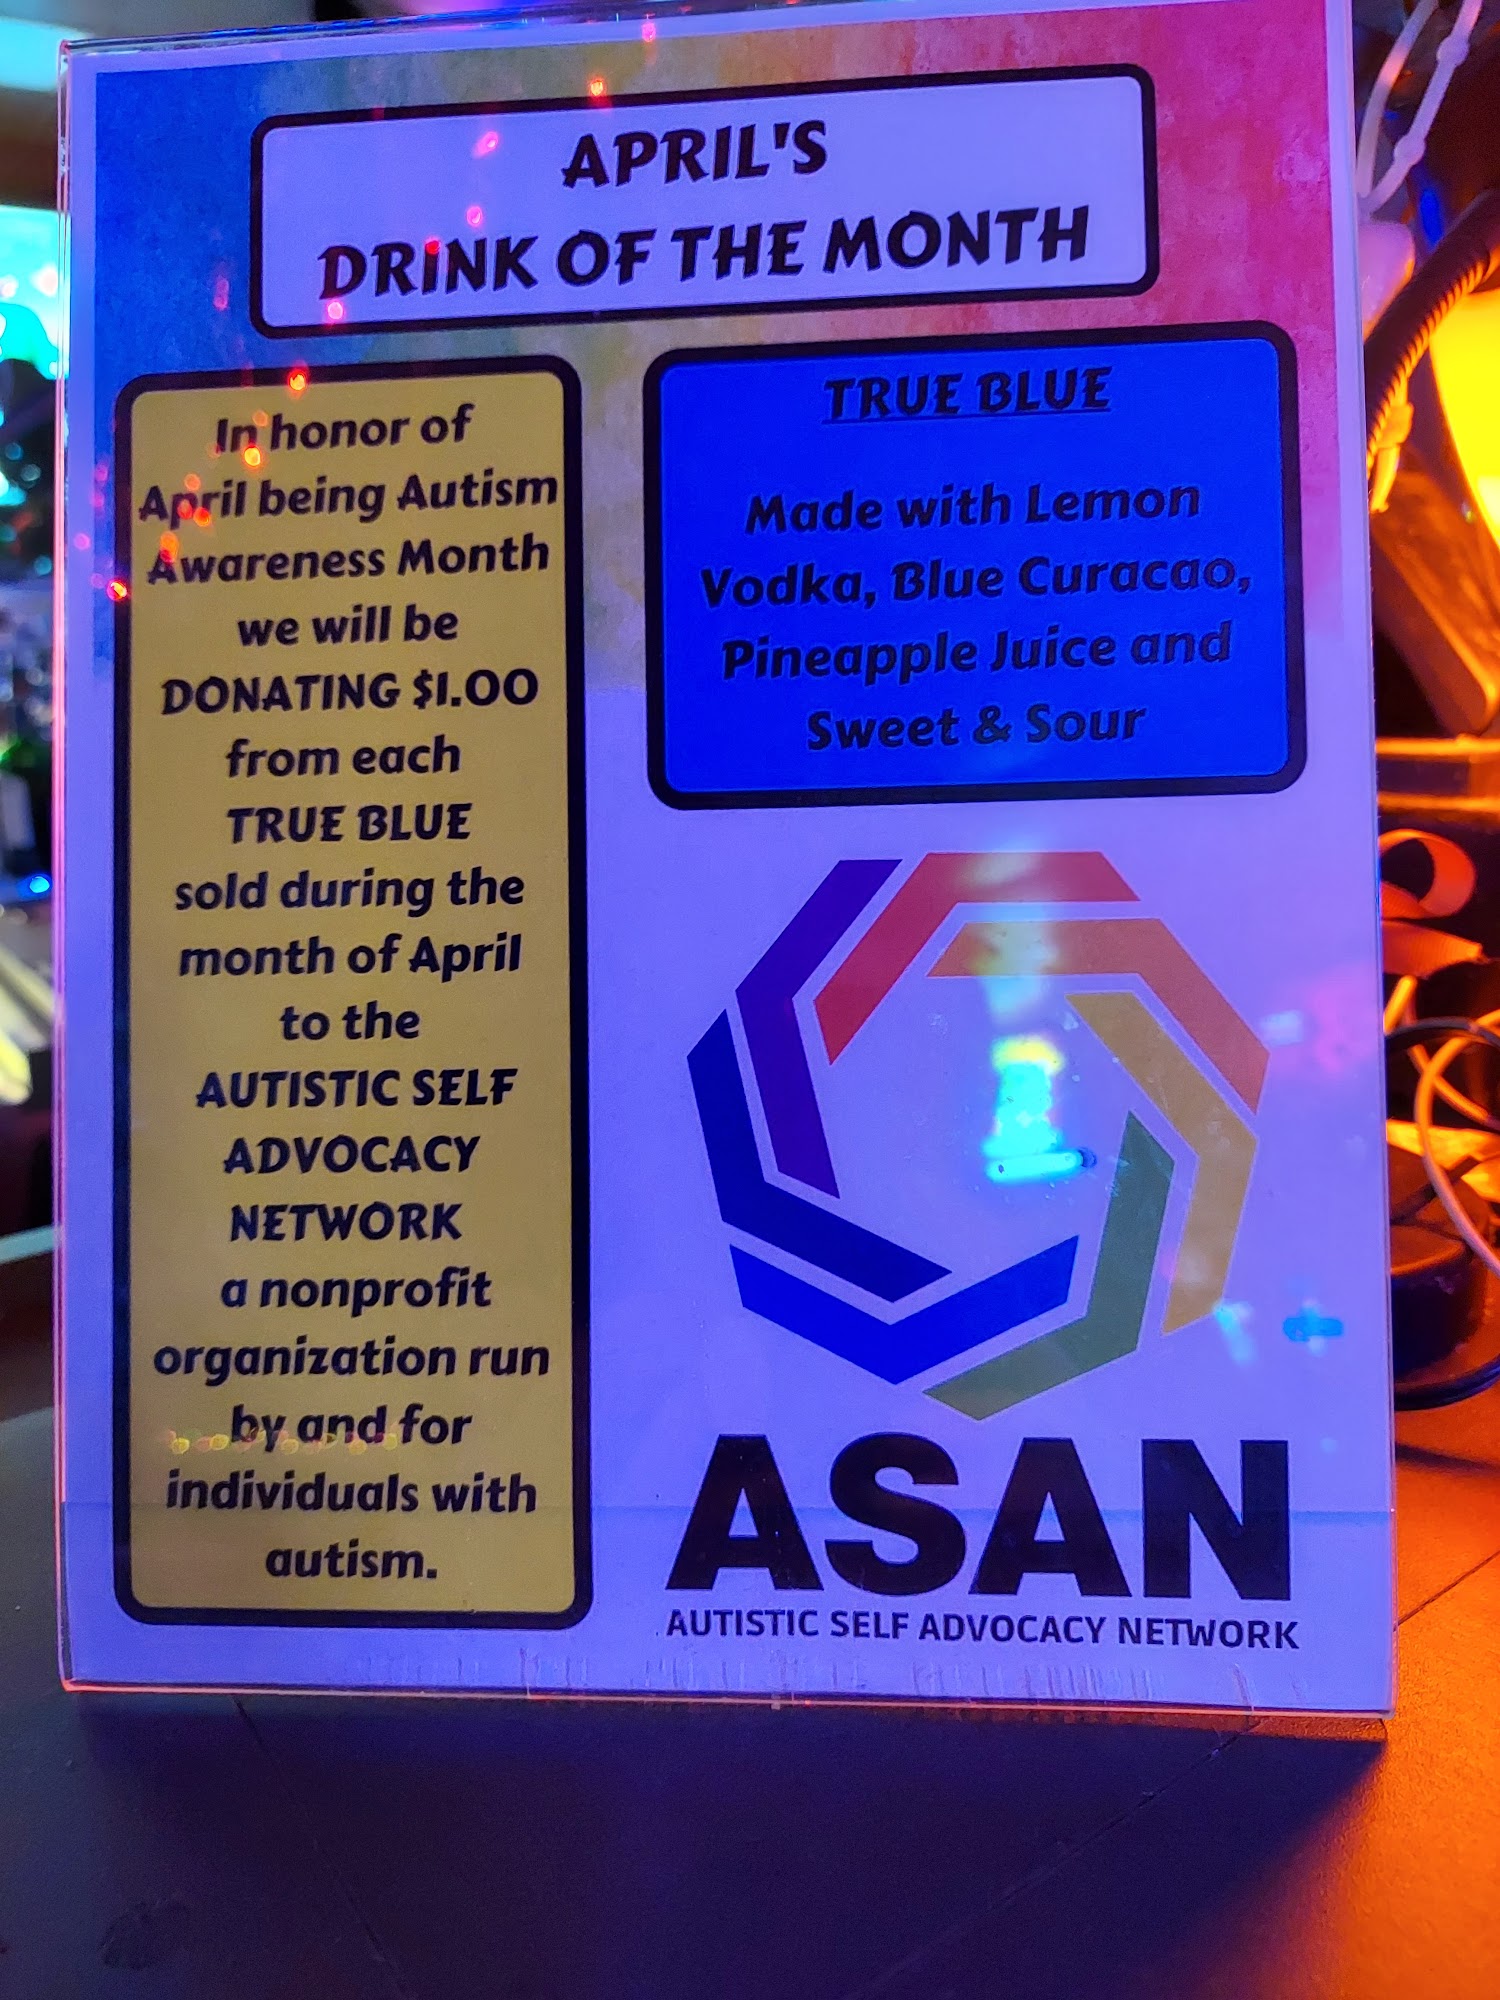 APRIL'S
DRINK OF THE MONTH
In honor of
April being Autism
Awareness Month
we will be
DONATING $1.00
from each
TRUE BLUE
sold during the
month of April
to the
AUTISTIC SELF
ADVOCACY
NETWORK
a nonprofit
organization run
by and for
individuals with
autism.
TRUE BLUE
Made with Lemon
Vodka, Blue Curacao,
Pineapple Juice and
Sweet & Sour
ASAN
AUTISTIC SELF ADVOCACY NETWORK